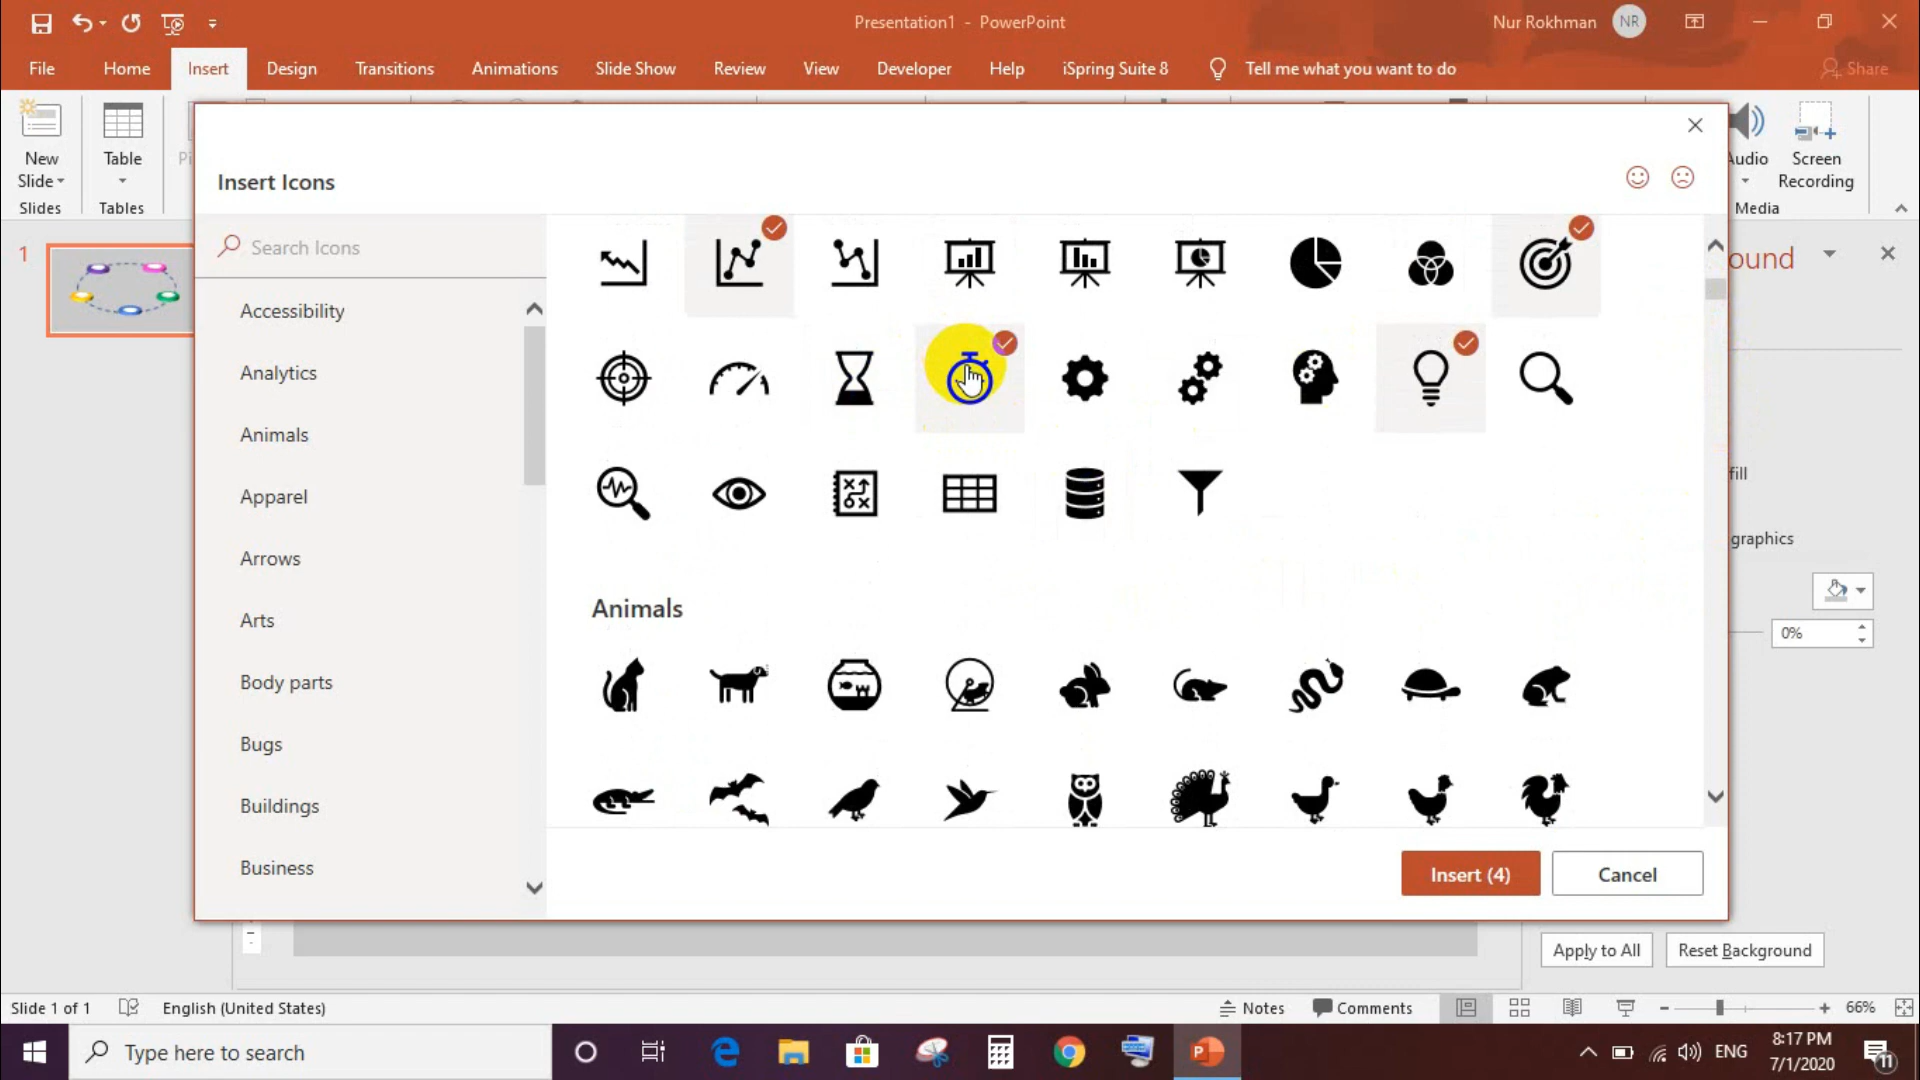 Presentation1 - PowerPoint
Nur Rokhman
NR
File Home Insert Design Transitions Animations Slide Show Review View Developer Help iSpring Suite 8 Tell me what you want to do Share
New
Slide
Slides
Table
Tables
Pi
Audio
Screen
Recording
Media
Insert Icons
Search Icons
Accessibility
Analytics
Animals
Apparel
Arrows
Arts
Body parts
Bugs
Buildings
Business
Animals
Insert (4) Cancel
1
ound
fill
graphics
0%
Apply to All Reset Background
Slide 1 of 1 English (United States) Notes Comments 66%
Type here to search
ENG
8:17 PM
7/1/2020
11